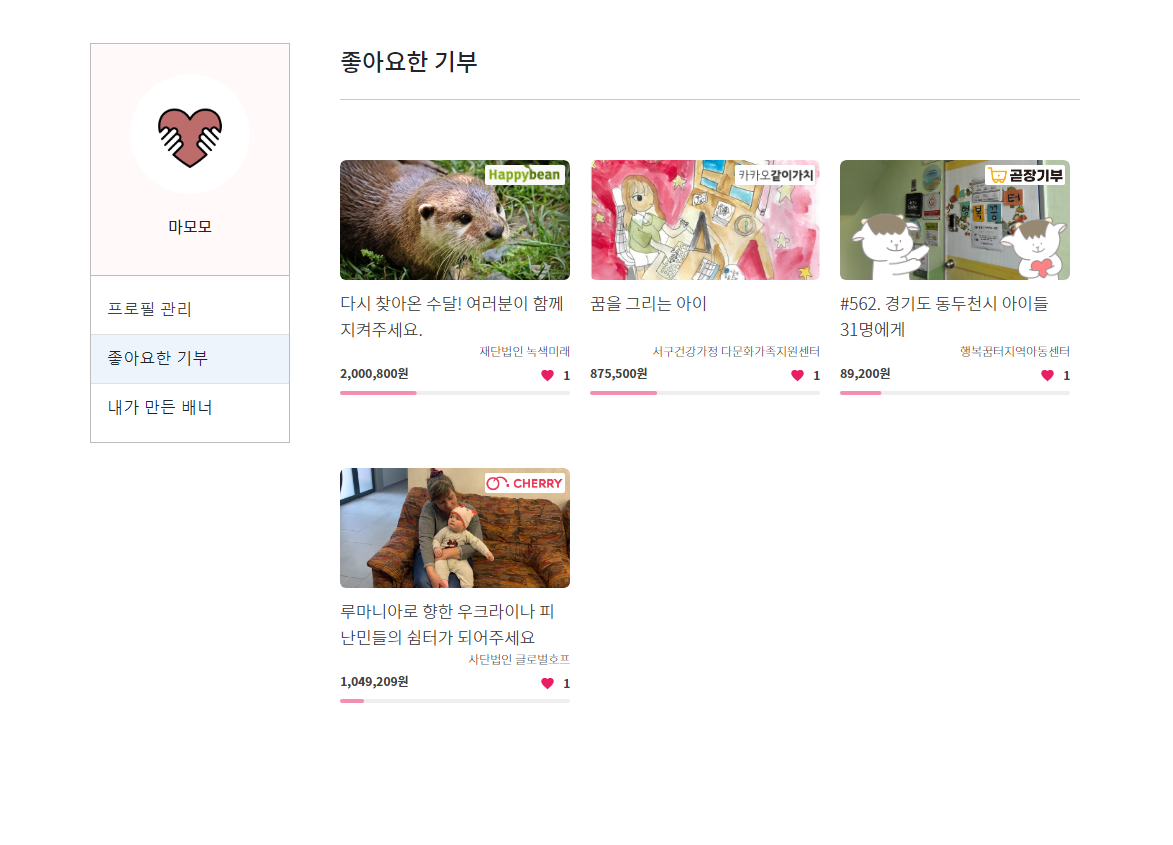 좋아요한 기부
마모모
프로필 관리
좋아요한 기부
내가 만든 배너
Happybean
다시 찾아온 수달! 여러분이 함께
지켜주세요.
재단법인 녹색미래
2,000,800원
1
카카오같이가치
꿈을 그리는 아이
서구건강가정 다문화가족지원센터
875,500원
1
곧장기부
#562. 경기도 동두천시 아이들
31명에게
행복꿈터지역아동센터
89,200원
1
CHERRY
루마니아로 향한 우크라이나 피
난민들의 쉼터가 되어주세요
사단법인 글로벌호프
1,049,209원
1